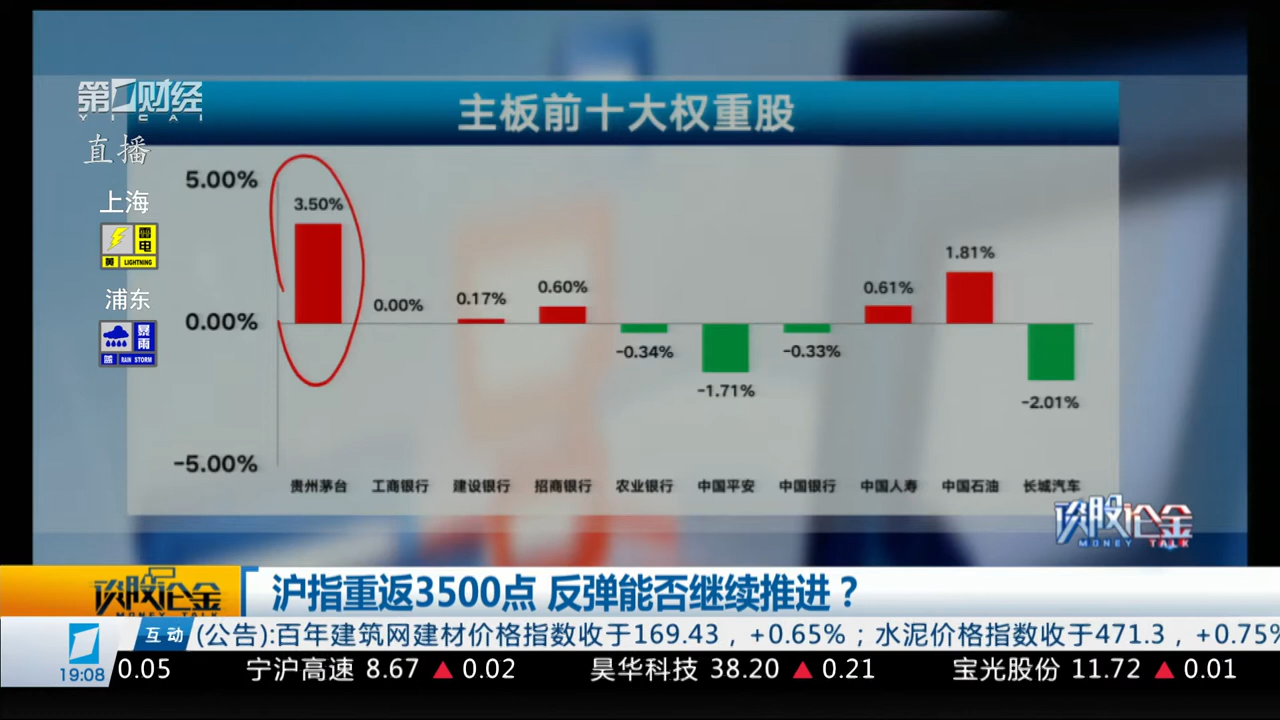 第1财经
YICAI
直播
上海
雷电
黄 LIGHTNING
浦东
暴雨
蓝 RAIN STORM
主板前十大权重股
5.00%
0.00%
-5.00%
3.50%
0.00%
0.17%
0.60%
-0.34%
-1.71%
-0.33%
0.61%
1.81%
-2.01%
贵州茅台 工商银行 建设银行 招商银行 农业银行 中国平安 中国银行 中国人寿 中国石油 长城汽车
谈股论金
MONEY TALK
谈股论金
MONEY TALK
沪指重返3500点 反弹能否继续推进？
互动
(公告):百年建筑网建材价格指数收于169.43，+0.65%；水泥价格指数收于471.3，+0.75%
19:08
0.05 宁沪高速 8.67 ▲ 0.02 昊华科技 38.20 ▲ 0.21 宝光股份 11.72 ▲ 0.01